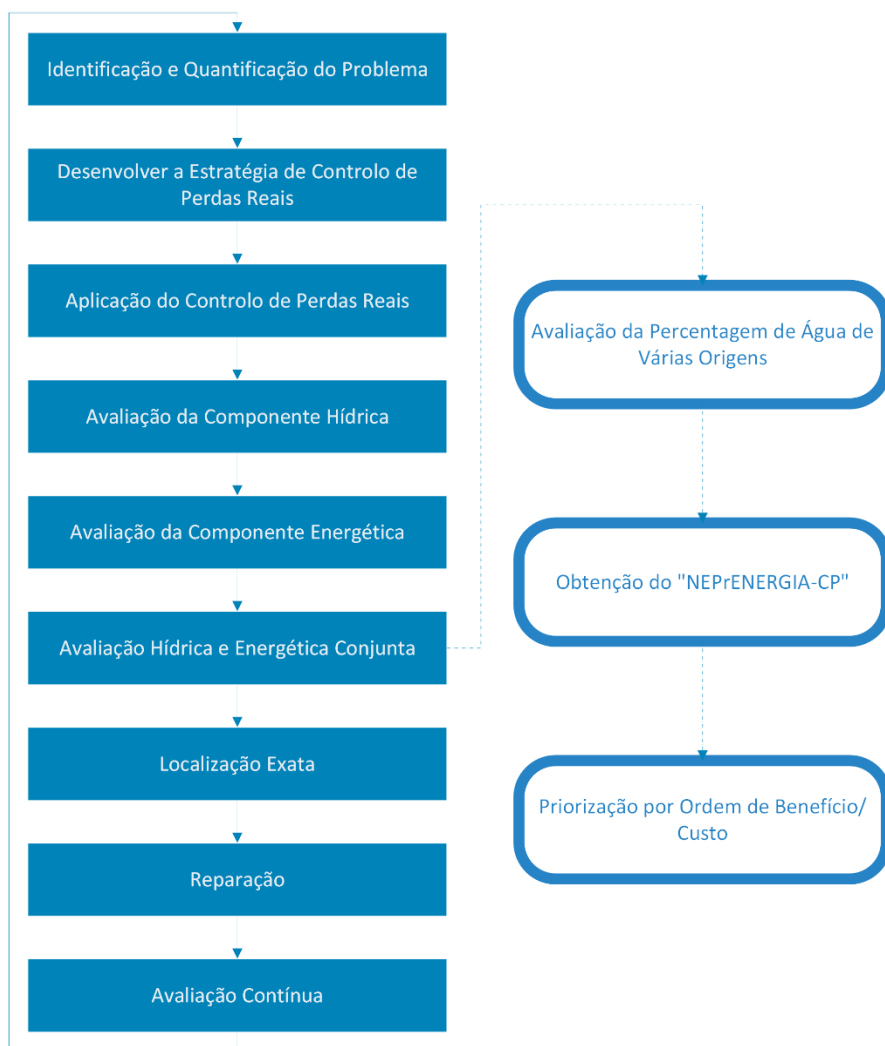 Identificação e Quantificação do Problema
Desenvolver a Estratégia de Controlo de
Perdas Reais
Aplicação do Controlo de Perdas Reais
Avaliação da Componente Hídrica
Avaliação da Componente Energética
Avaliação Hídrica e Energética Conjunta
Localização Exata
Reparação
Avaliação Contínua
Avaliação da Percentagem de Água de
Várias Origens
Obtenção do "NEPrENERGIA-CP"
Priorização por Ordem de Benefício/
Custo